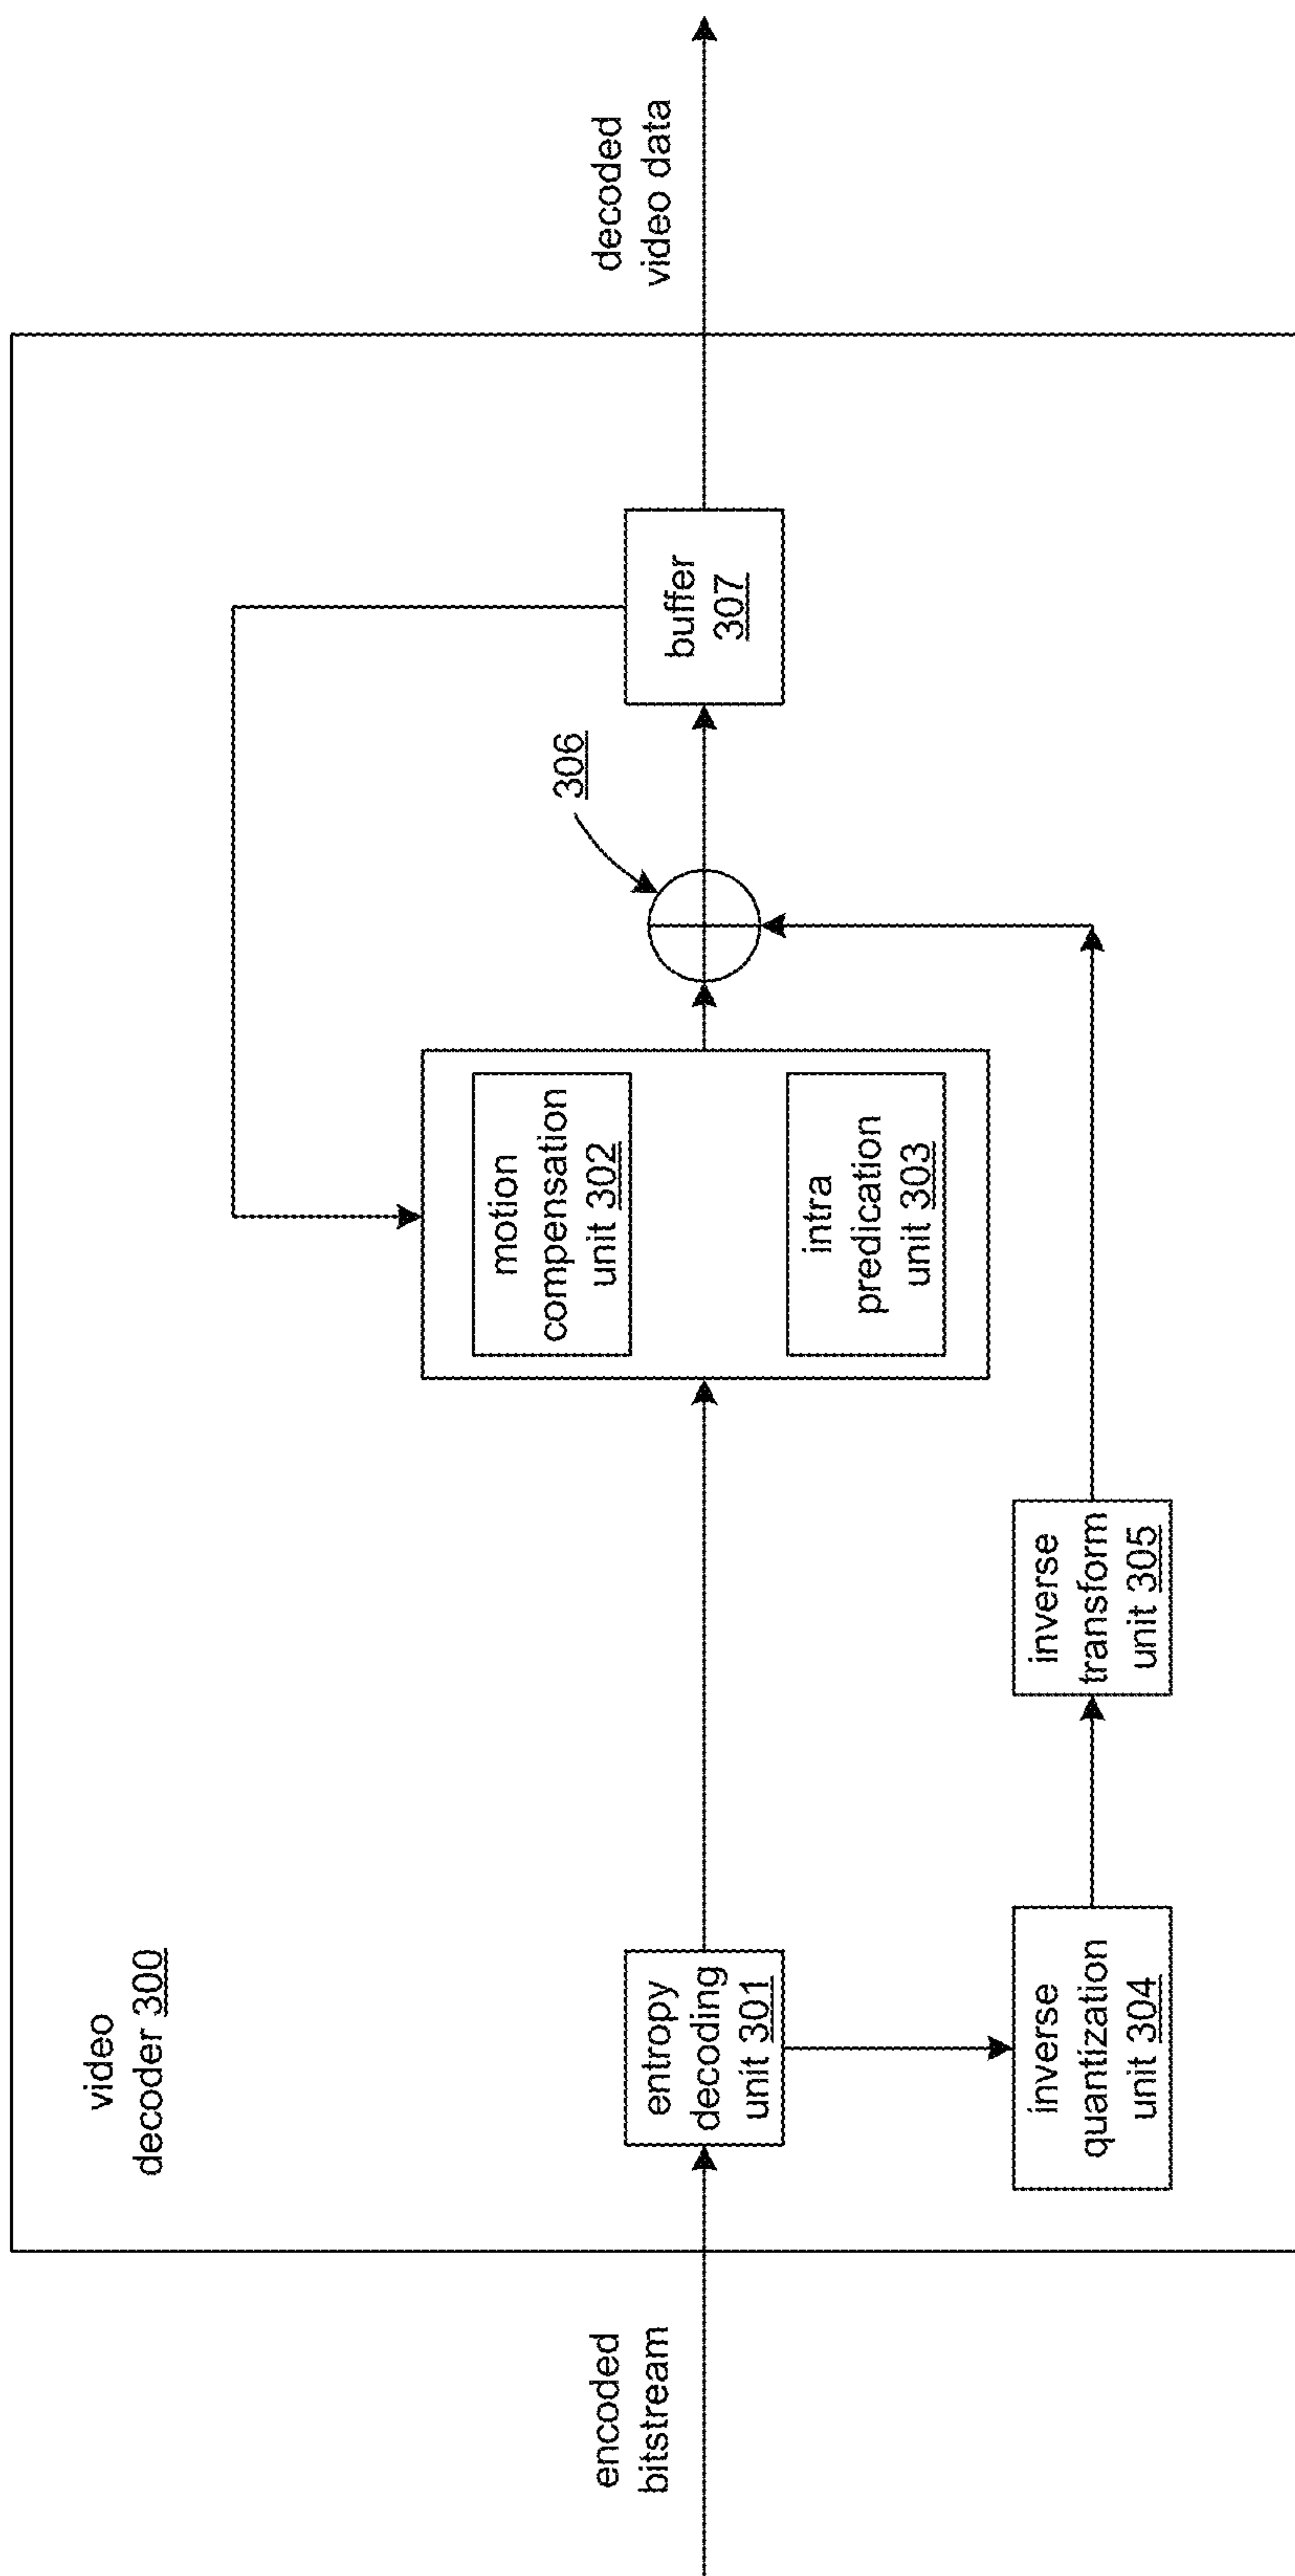 video
decoder 300
encoded
bitstream
entropy
decoding
unit 301
inverse
quantization
unit 304
inverse
transform
unit 305
motion
compensation
unit 302
intra
predication
unit 303
306
buffer
307
decoded
video data